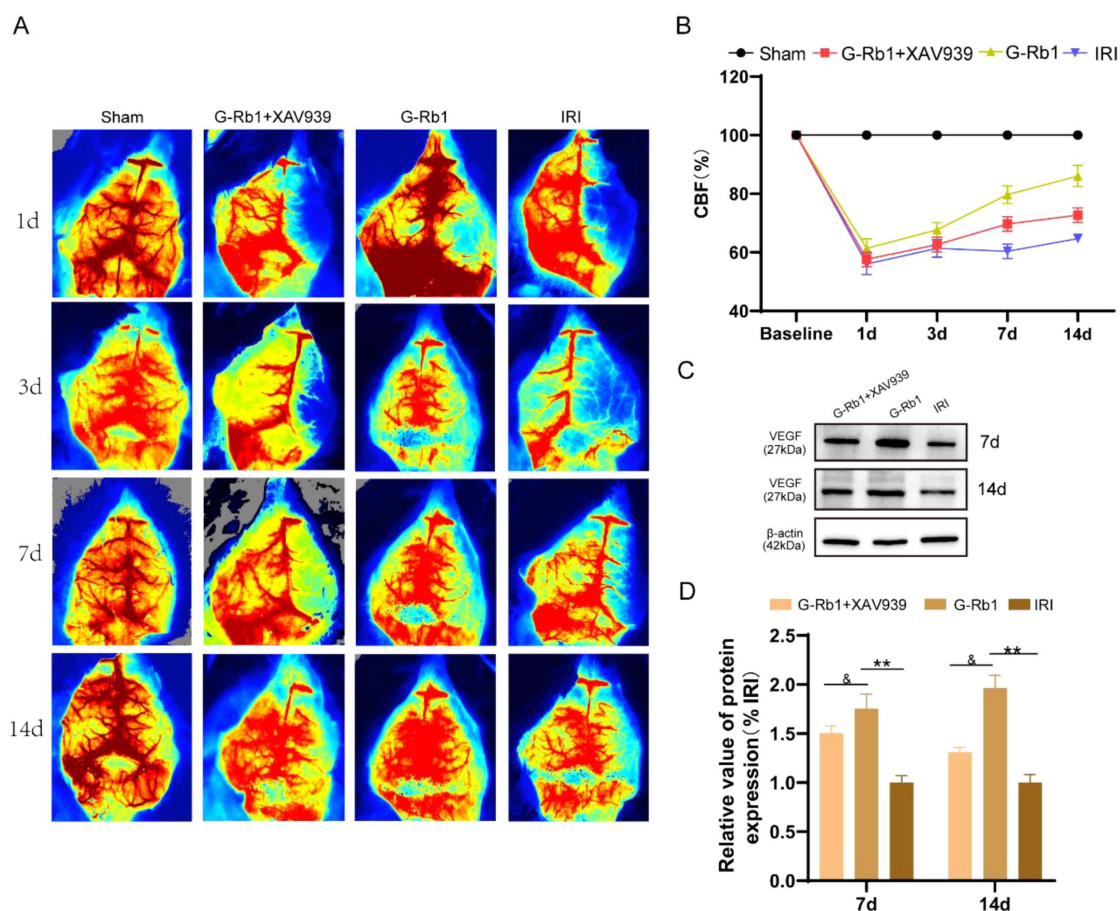 A
Sham G-Rb1+XAV939 G-Rb1 IRI
1d
3d
7d
14d
B
Sham G-Rb1+XAV939 G-Rb1 IRI
120
100
80
60
40
CBF(%)
Baseline 1d 3d 7d 14d
C
G-Rb1+XAV939 G-Rb1 IRI
VEGF
(27kDa)
7d
VEGF
(27kDa)
14d
β-actin
(42kDa)
D
G-Rb1+XAV939 G-Rb1 IRI
Relative value of protein
expression(% IRI)
2.5
2.0
1.5
1.0
0.5
0.0
& ** & **
7d 14d